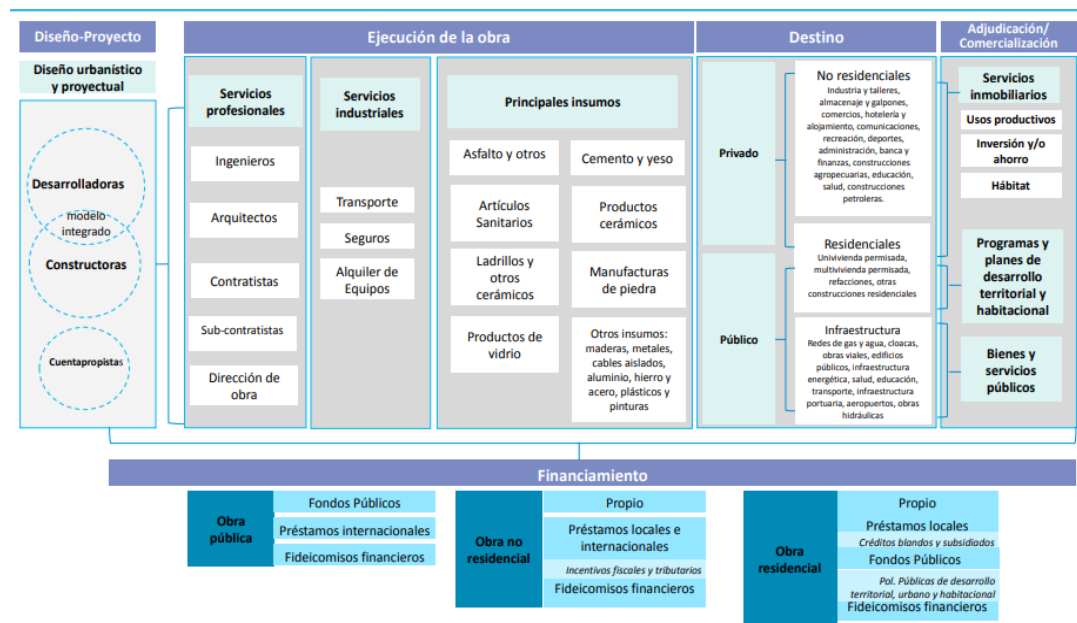 Diseño-Proyecto
Diseño urbanístico
y proyectual
Desarrolladoras
modelo
integrado
Constructoras
Cuentapropistas
Ejecución de la obra
Servicios
profesionales
Ingenieros
Arquitectos
Contratistas
Sub-contratistas
Dirección de
obra
Servicios
industriales
Transporte
Seguros
Alquiler de
Equipos
Principales insumos
Asfalto y otros
Artículos
Sanitarios
Ladrillos y
otros
cerámicos
Productos de
vidrio
Cemento y yeso
Productos
cerámicos
Manufacturas
de piedra
Otros insumos:
maderas, metales,
cables aislados,
aluminio, hierro y
acero, plásticos y
pinturas
Destino
Privado
Público
No residenciales
Industria y talleres,
almacenaje y galpones,
comercios, hotelería y
alojamiento, comunicaciones,
recreación, deportes,
administración, banca y
finanzas, construcciones
agropecuarias, educación,
salud, construcciones
petroleras.
Residenciales
Univivienda permisada,
multivivienda permisada,
refacciones, otras
construcciones residenciales
Infraestructura
Redes de gas y agua, cloacas,
obras viales, edificios
públicos, infraestructura
energética, salud, educación,
transporte, infraestructura
portuaria, aeropuertos, obras
hidráulicas
Adjudicación/
Comercialización
Servicios
inmobiliarios
Usos productivos
Inversión y/o
ahorro
Hábitat
Programas y
planes de
desarrollo
territorial y
habitacional
Bienes y
servicios
públicos
Financiamiento
Obra
pública
Fondos Públicos
Préstamos internacionales
Fideicomisos financieros
Obra no
residencial
Propio
Préstamos locales e
internacionales
Incentivos fiscales y tributarios
Fideicomisos financieros
Obra
residencial
Propio
Préstamos locales
Créditos blandos y subsidiados
Fondos Públicos
Pol. Públicas de desarrollo
territorial, urbano y habitacional
Fideicomisos financieros